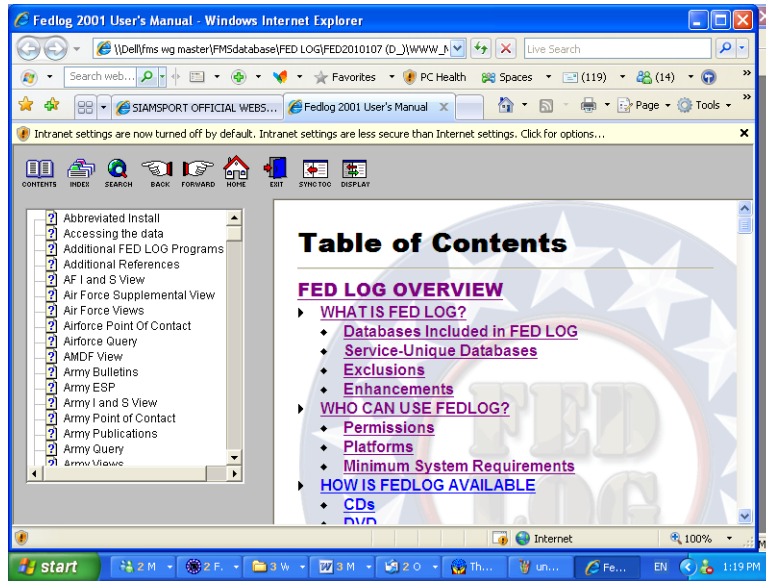 Fedlog 2001 User's Manual - Windows Internet Explorer
\\Dell\fms wg master\FMSdatabase\FED LOG\FED2010107 (D_)\WWW_
Live Search
Search web...
Favorites
PC Health
Spaces
(119)
(14)
SIAMSPORT OFFICIAL WEBS...
Fedlog 2001 User's Manual
Page
Tools
Intranet settings are now turned off by default. Intranet settings are less secure than Internet settings. Click for options...
CONTENTS INDEX SEARCH BACK FORWARD HOME EXIT SYNC TOC DISPLAY
Abbreviated Install
Accessing the data
Additional FED LOG Programs
Additional References
AF I and S View
Air Force Supplemental View
Air Force Views
Airforce Point Of Contact
Airforce Query
AMDF View
Army Bulletins
Army ESP
Army I and S View
Army Point of Contact
Army Publications
Army Query
Army Views
Table of Contents
FED LOG OVERVIEW
WHAT IS FED LOG?
Databases Included in FED LOG
Service-Unique Databases
Exclusions
Enhancements
WHO CAN USE FEDLOG?
Permissions
Platforms
Minimum System Requirements
HOW IS FEDLOG AVAILABLE
CDs
DVD
FED
LOG
Internet
100%
start
2 M
2 F.
3 W
3 M
2 O
Th...
un...
Fe...
EN
1:19 PM